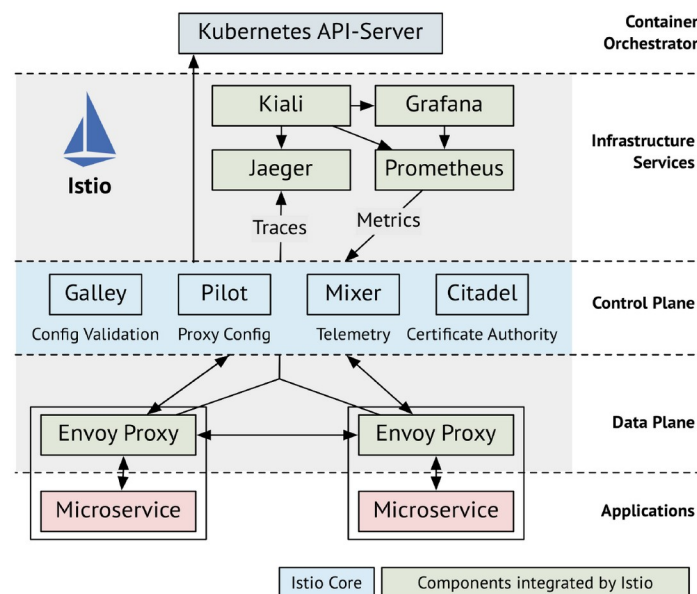 Kubernetes API-Server
Container
Orchestrator
Kiali
Grafana
Infrastructure
Services
Istio
Jaeger
Prometheus
Traces
Metrics
Galley
Pilot
Mixer
Citadel
Control Plane
Config Validation
Proxy Config
Telemetry
Certificate Authority
Envoy Proxy
Envoy Proxy
Data Plane
Microservice
Microservice
Applications
Istio Core
Components integrated by Istio